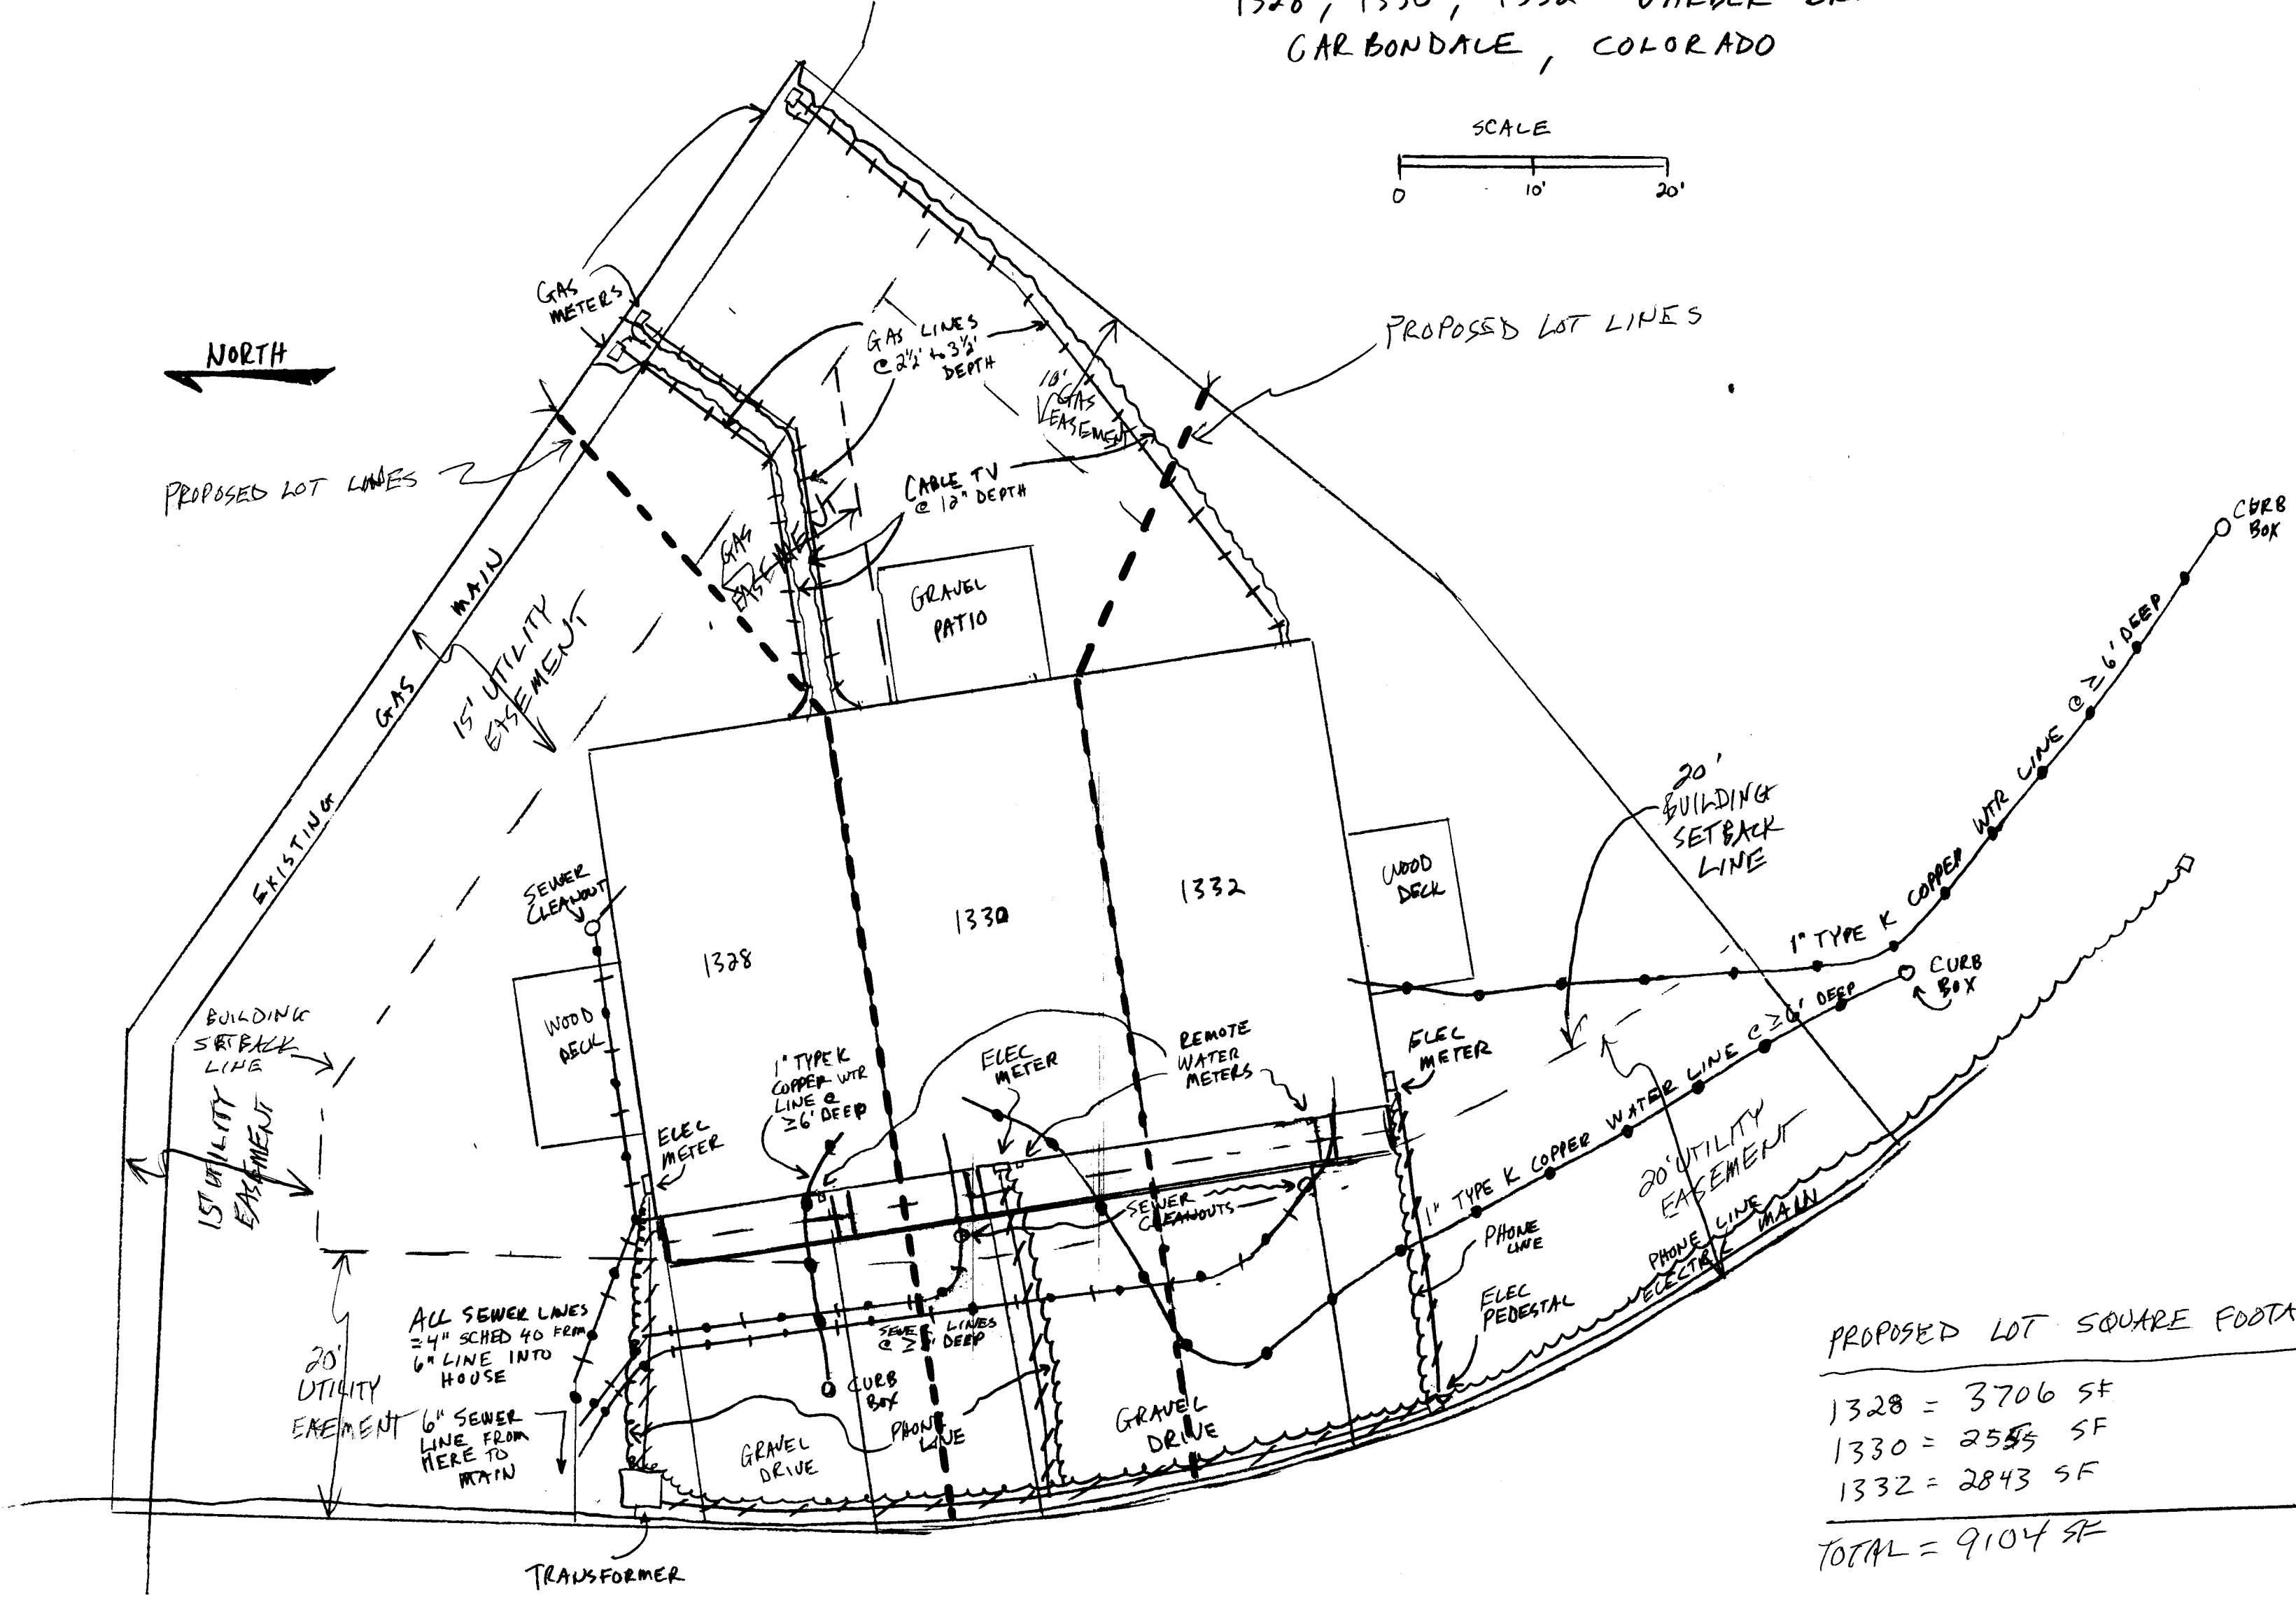 CARBONDALE, COLORADO
SCALE
0 10' 20'
NORTH
GAS
METERS
GAS LINES
@ 2½' to 3½'
DEPTH
PROPOSED LOT LINES
10'
GAS
EASEMENT
PROPOSED LOT LINES
CABLE TV
@ 12" DEPTH
GAS
EASEMENT
GRAVEL
PATIO
CURB
BOX
EXISTING GAS MAIN
15' UTILITY
EASEMENT
1" TYPE K COPPER WTR LINE @ ≥ 6' DEEP
20'
BUILDING
SETBACK
LINE
SEWER
CLEANOUT
1328
1330
1332
WOOD
DECK
WOOD
DECK
CURB
BOX
BUILDING
SETBACK
LINE
15' UTILITY
EASEMENT
1" TYPE K
COPPER WTR
LINE @
≥6' DEEP
ELEC
METER
REMOTE
WATER
METERS
ELEC
METER
ELEC
METER
1" TYPE K COPPER WATER LINE @ ≥ 6' DEEP
20' UTILITY
EASEMENT
SEWER
CLEANOUTS
PHONE
LINE
PHONE LINE
ELECTRIC MAIN
ELEC
PEDESTAL
ALL SEWER LINES
= 4" SCHED 40 FROM
6" LINE INTO
HOUSE
SEWER LINES
DEEP
20'
UTILITY
EASEMENT
6" SEWER
LINE FROM
HERE TO
MAIN
CURB
BOX
PHONE
LINE
GRAVEL
DRIVE
GRAVEL
DRIVE
TRANSFORMER
PROPOSED LOT SQUARE
1328 = 3706 SF
1330 = 2555 SF
1332 = 2843 SF
TOTAL = 9104 SF